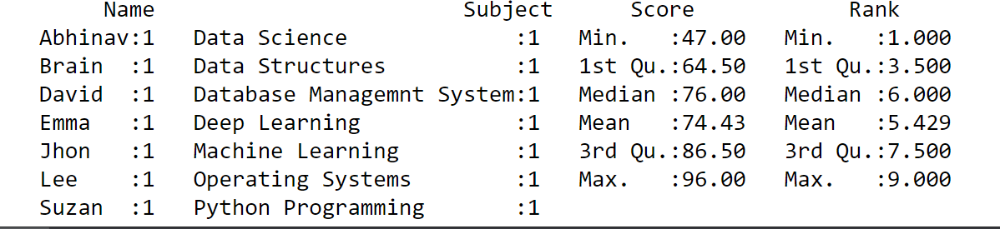 Name Subject Score Rank
Abhinav:1 Data Science :1 Min. :47.00 Min. :1.000
Brain :1 Data Structures :1 1st Qu.:64.50 1st Qu.:3.500
David :1 Database Managemnt System:1 Median :76.00 Median :6.000
Emma :1 Deep Learning :1 Mean :74.43 Mean :5.429
Jhon :1 Machine Learning :1 3rd Qu.:86.50 3rd Qu.:7.500
Lee :1 Operating Systems :1 Max. :96.00 Max. :9.000
Suzan :1 Python Programming :1